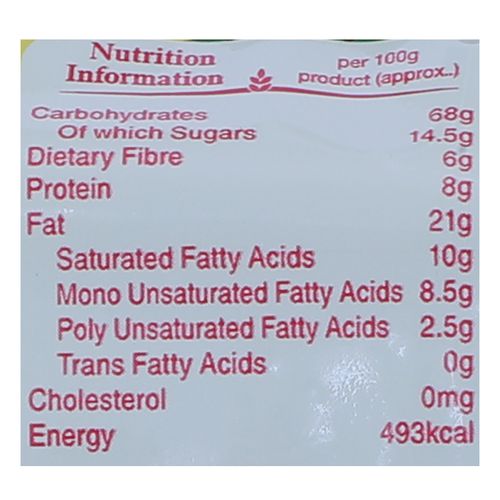 Nutrition Information per 100g product (approx..)
Carbohydrates 68g
Of which Sugars 14.5g
Dietary Fibre 6g
Protein 8g
Fat 21g
Saturated Fatty Acids 10g
Mono Unsaturated Fatty Acids 8.5g
Poly Unsaturated Fatty Acids 2.5g
Trans Fatty Acids 0g
Cholesterol 0mg
Energy 493kcal